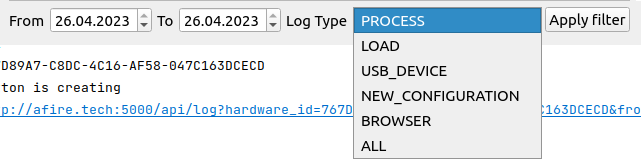 From 26.04.2023 To 26.04.2023 Log Type PROCESS Apply filter
LOAD
D89A7-C8DC-4C16-AF58-047C163DCECD USB_DEVICE
ton is creating NEW_CONFIGURATION
p://afire.tech:5000/api/log?hardware_id=767D C163DCECD&fro
BROWSER
ALL